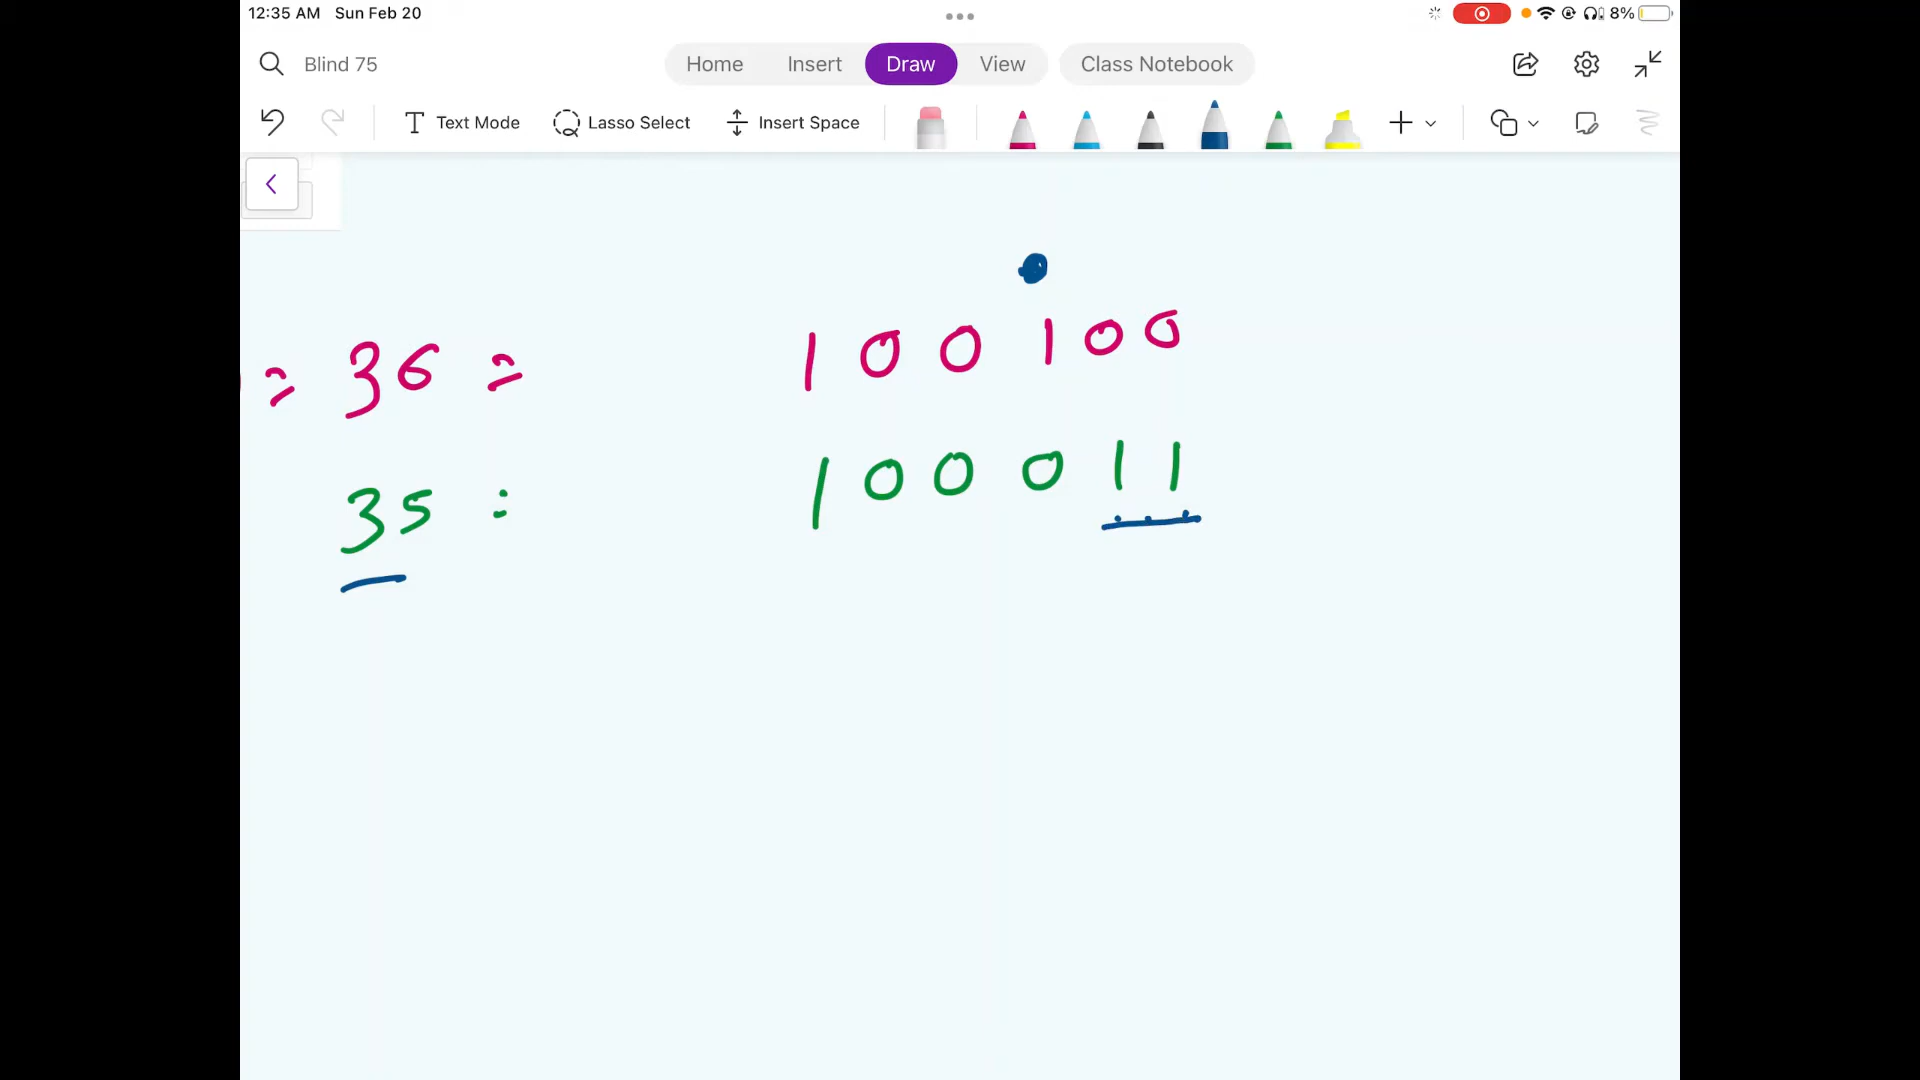 12:35 AM Sun Feb 20
8%
Blind 75
Home Insert Draw View Class Notebook
Text Mode Lasso Select Insert Space
= 36 = 100100
35 : 100011